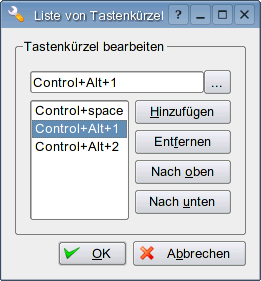 Liste von Tastenkürzel
Tastenkürzel bearbeiten
Control+Alt+1
...
Control+space
Control+Alt+1
Control+Alt+2
Hinzufügen
Entfernen
Nach oben
Nach unten
OK
Abbrechen